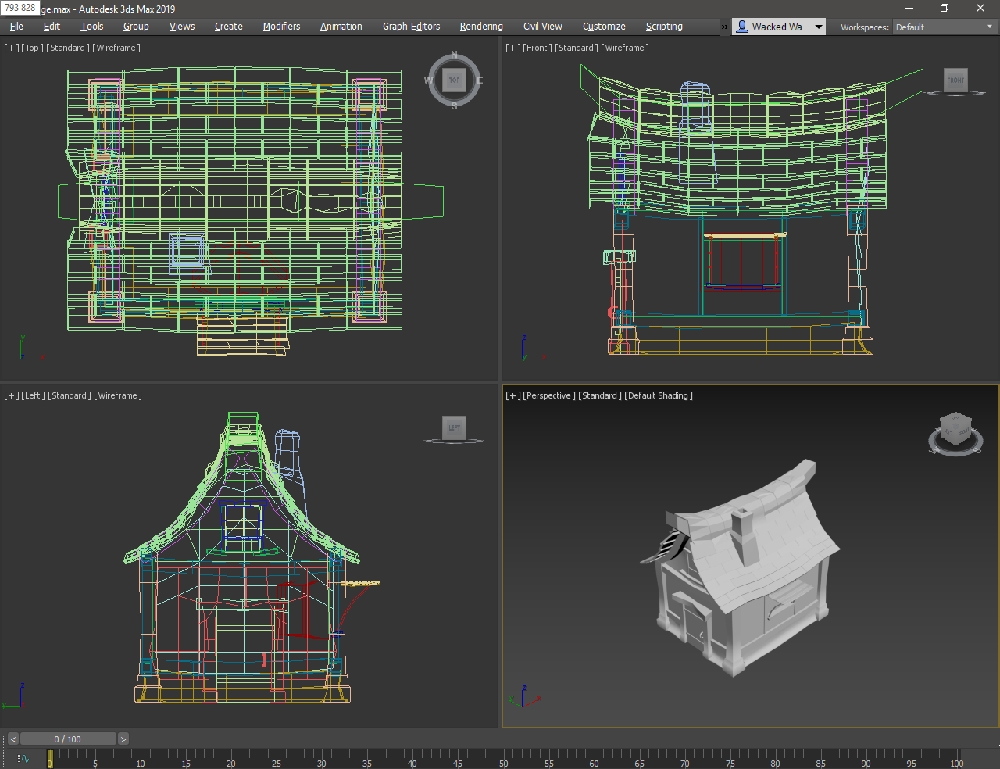 793 828 ge.max - Autodesk 3ds Max 2019
File Edit Tools Group Views Create Modifiers Animation Graph Editors Rendering Civil View Customize Scripting » Wacked Wa Workspaces: Default
[+] [Top] [Standard] [Wireframe]
[+] [Front] [Standard] [Wireframe]
N
W TOP E
S
FRONT
z
[+] [Left] [Standard] [Wireframe]
[+] [Perspective] [Standard] [Default Shading]
LEFT
< 0 / 100 >
0 5 10 15 20 25 30 35 40 45 50 55 60 65 70 75 80 85 90 95 100